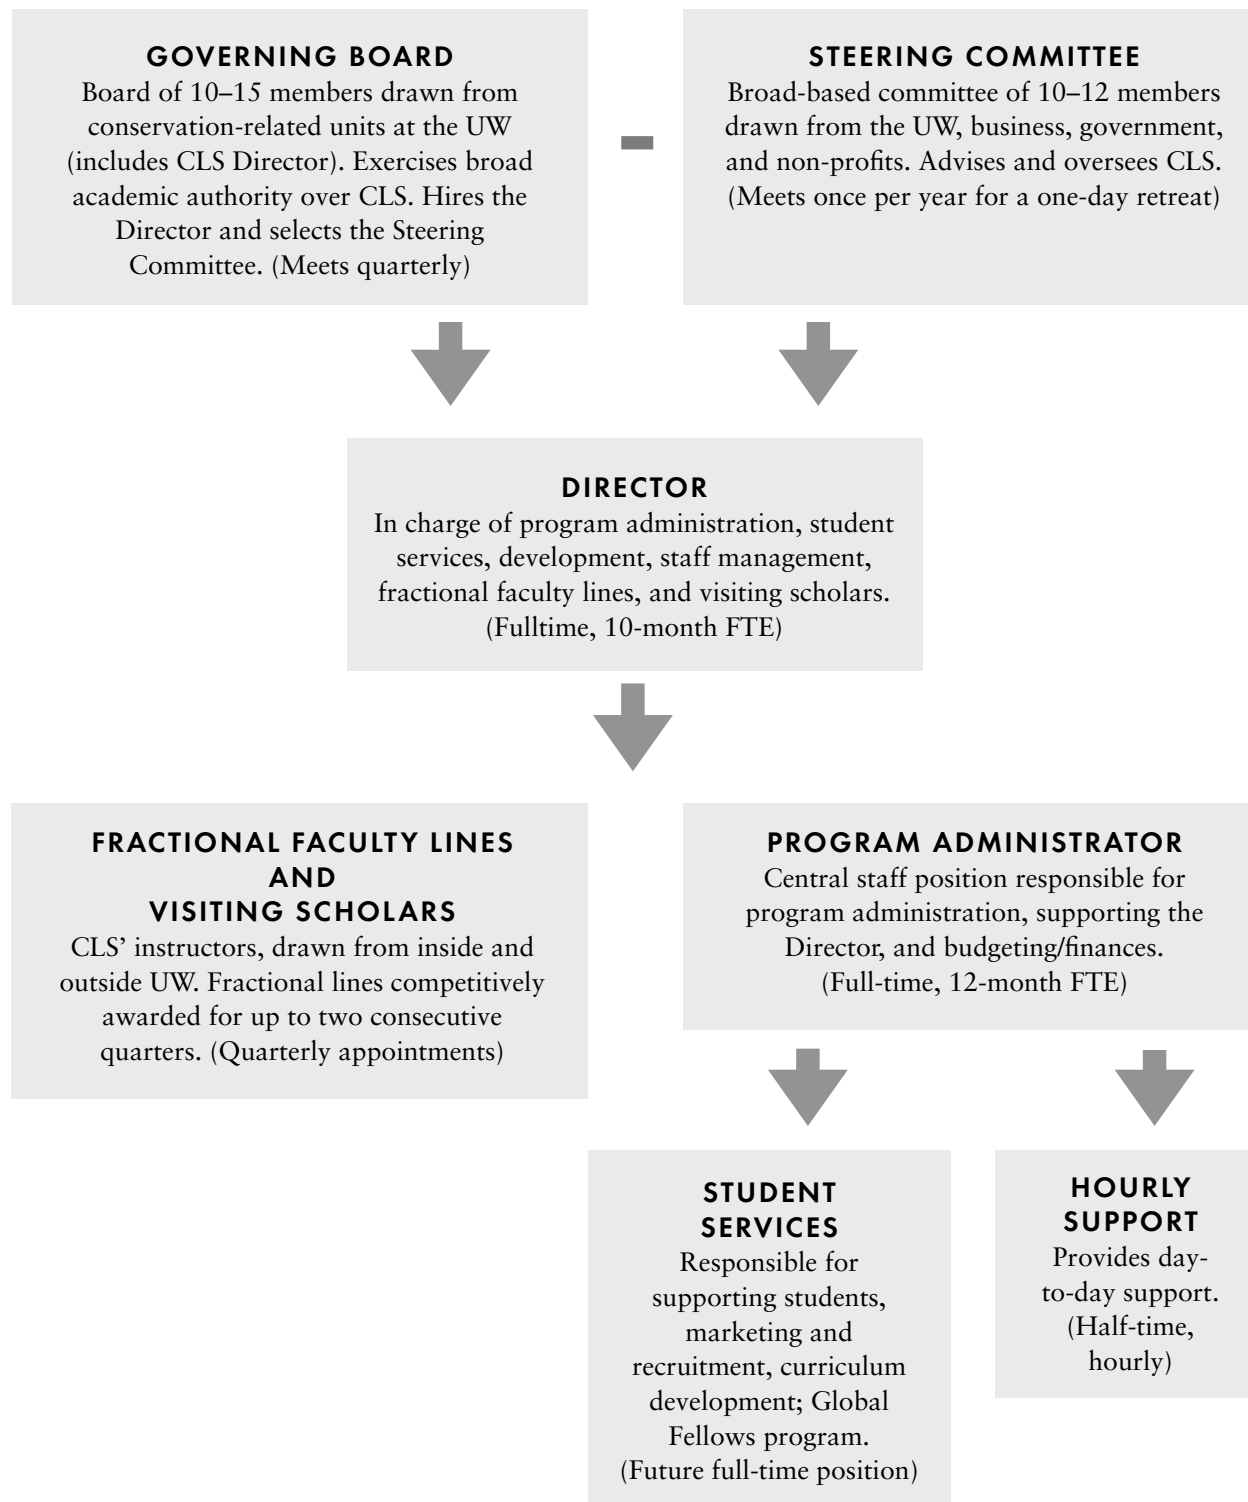 GOVERNING BOARD
Board of 10–15 members drawn from
conservation-related units at the UW
(includes CLS Director). Exercises broad
academic authority over CLS. Hires the
Director and selects the Steering
Committee. (Meets quarterly)
STEERING COMMITTEE
Broad-based committee of 10–12 members
drawn from the UW, business, government,
and non-profits. Advises and oversees CLS.
(Meets once per year for a one-day retreat)
DIRECTOR
In charge of program administration, student
services, development, staff management,
fractional faculty lines, and visiting scholars.
(Fulltime, 10-month FTE)
FRACTIONAL FACULTY LINES
AND
VISITING SCHOLARS
CLS’ instructors, drawn from inside and
outside UW. Fractional lines competitively
awarded for up to two consecutive
quarters. (Quarterly appointments)
PROGRAM ADMINISTRATOR
Central staff position responsible for
program administration, supporting the
Director, and budgeting/finances.
(Full-time, 12-month FTE)
STUDENT
SERVICES
Responsible for
supporting students,
marketing and
recruitment, curriculum
development; Global
Fellows program.
(Future full-time position)
HOURLY
SUPPORT
Provides day-
to-day support.
(Half-time,
hourly)